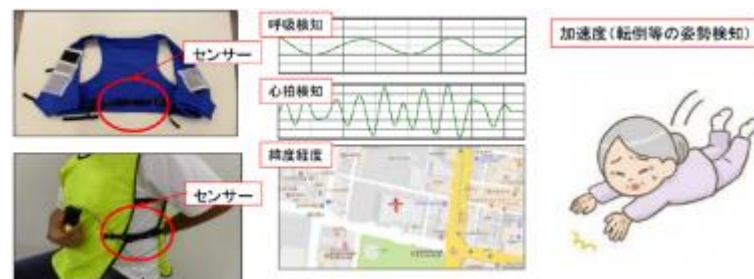 センサー
センサー
呼吸検知
心拍検知
緯度経度
加速度(転倒等の姿勢検知)